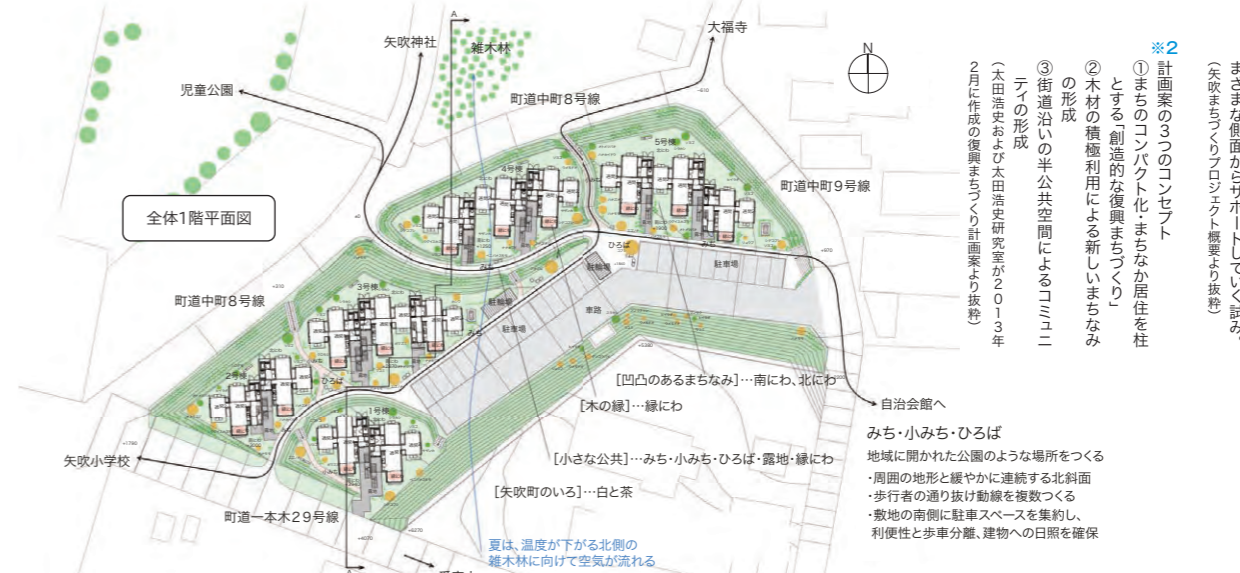 まざまな側面からサポートしていく試み。
（矢吹まちづくりプロジェクト概要より抜粋）
※2
計画案の3つのコンセプト
①まちのコンパクト化・まちなか居住を柱
とする「創造的な復興まちづくり」
②木材の積極利用による新しいまちなみ
の形成
③街道沿いの半公共空間によるコミュニ
ティの形成
（太田浩史および太田浩史研究室が2013年
2月に作成の復興まちづくり計画案より抜粋）
A
雑木林
大福寺
矢吹神社
N
児童公園
町道中町8号線
町道中町9号線
全体1階平面図
町道中町8号線
5号棟
4号棟
3号棟
2号棟
1号棟
みち
ひろば
みち
駐輪場
駐車場
駐輪場
駐車場
車路
みち
みち
ひろば
[凹凸のあるまちなみ]…南にわ、北にわ
[木の縁]…縁にわ
[小さな公共]…みち・小みち・ひろば・露地・縁にわ
[矢吹町のいろ]…白と茶
自治会館へ
矢吹小学校
町道一本木29号線
みち・小みち・ひろば
地域に開かれた公園のような場所をつくる
・周囲の地形と緩やかに連続する北斜面
・歩行者の通り抜け動線を複数つくる
・敷地の南側に駐車スペースを集約し、
利便性と歩車分離、建物への日照を確保
夏は、温度が下がる北側の
雑木林に向けて空気が流れる